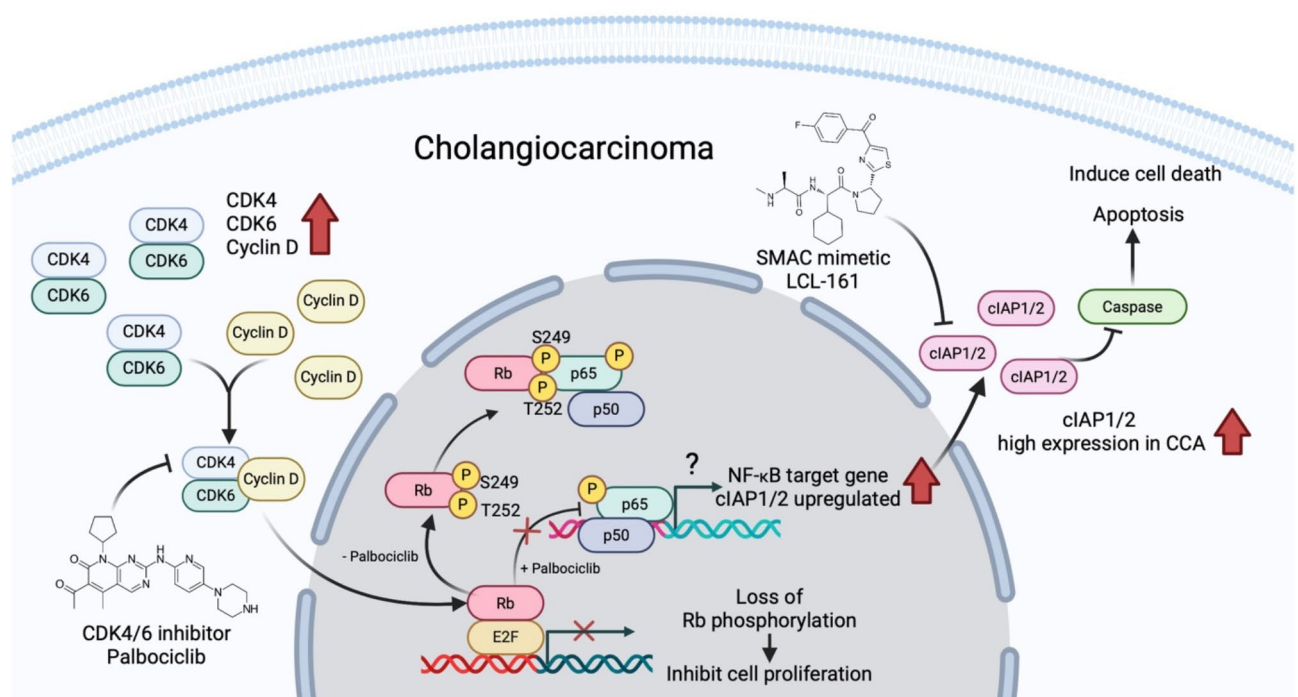 Cholangiocarcinoma
CDK4
CDK6
Cyclin D
CDK4
CDK6
CDK4
CDK6
CDK4
CDK6
Cyclin D
Cyclin D
Cyclin D
CDK4
CDK6
Cyclin D
O
N
N
N
H
N
N
N
NH
O
CDK4/6 inhibitor
Palbociclib
S249
Rb
P
P
p65
P
T252
p50
Rb
P
S249
P
T252
- Palbociclib
+ Palbociclib
P
p65
p50
?
NF-κB target gene
cIAP1/2 upregulated
Rb
E2F
Loss of
Rb phosphorylation
Inhibit cell proliferation
F
O
N
S
H
N
O
N
N
H
O
SMAC mimetic
LCL-161
Induce cell death
Apoptosis
Caspase
cIAP1/2
cIAP1/2
cIAP1/2
cIAP1/2
high expression in CCA